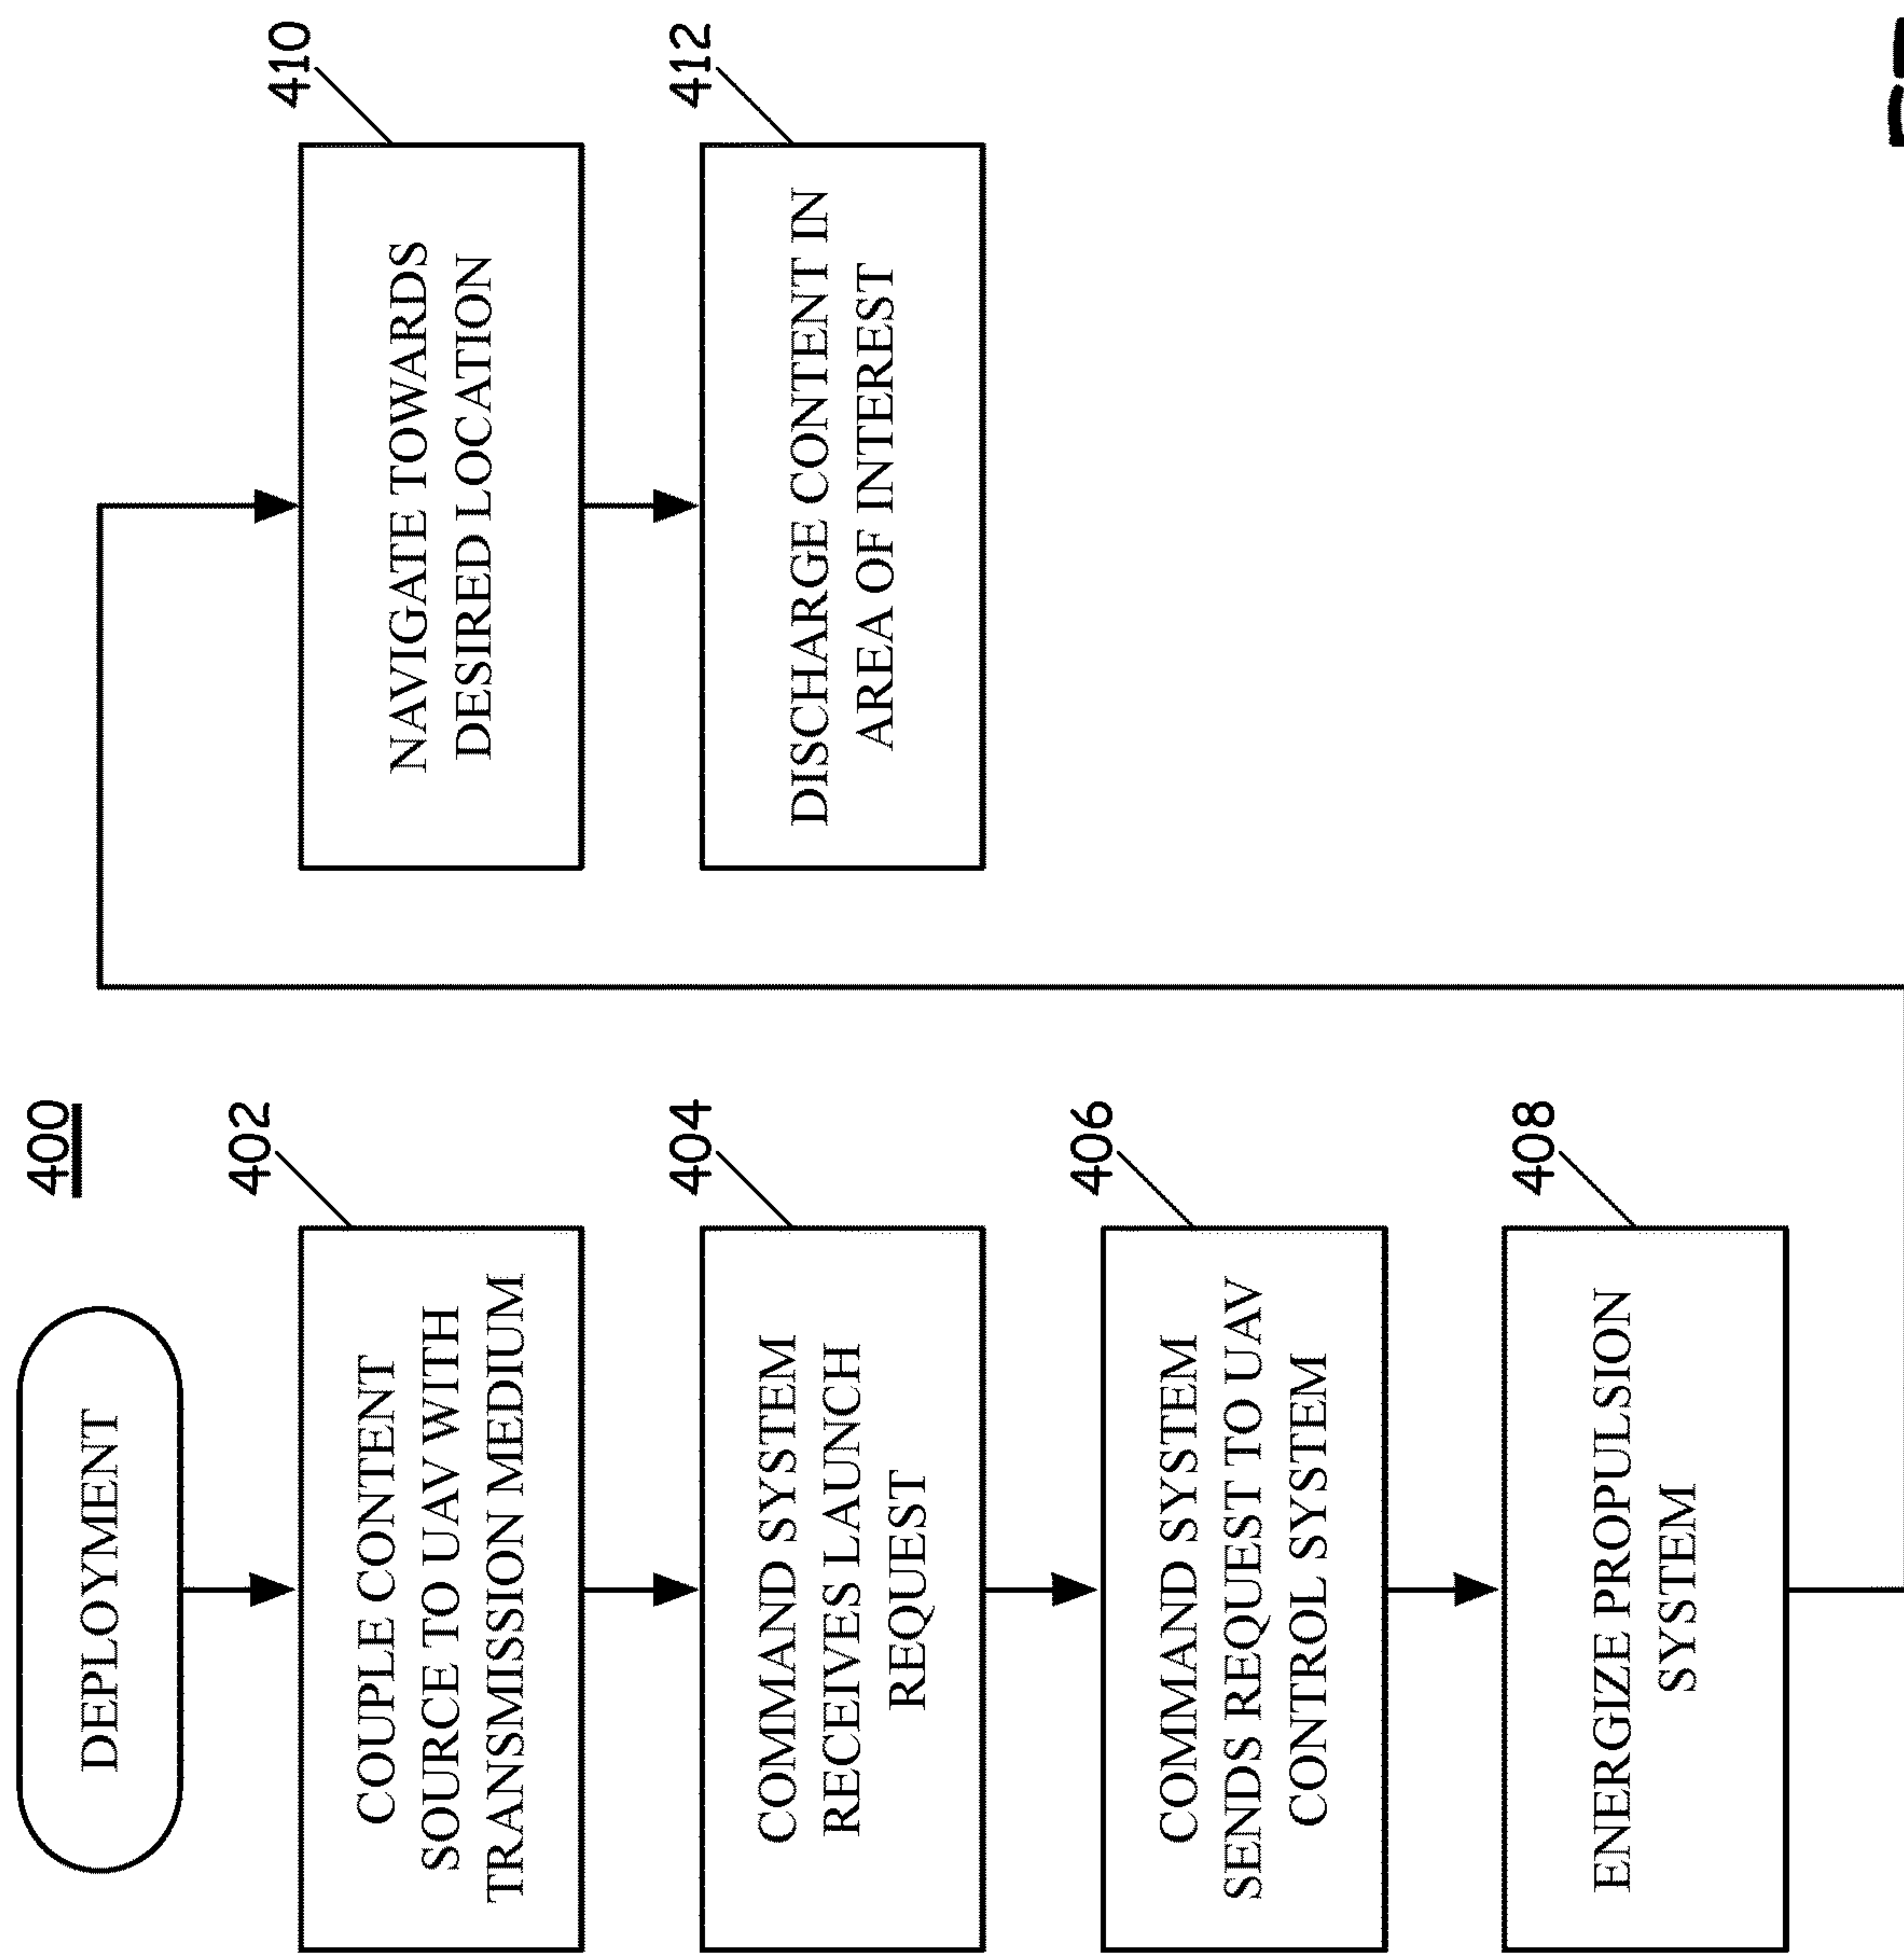 400
DEPLOYMENT
402
COUPLE CONTENT
SOURCE TO UAV WITH
TRANSMISSION MEDIUM
404
COMMAND SYSTEM
RECEIVES LAUNCH
REQUEST
406
COMMAND SYSTEM
SENDS REQUEST TO UAV
CONTROL SYSTEM
408
ENERGIZE PROPULSION
SYSTEM
410
NAVIGATE TOWARDS
DESIRED LOCATION
412
DISCHARGE CONTENT IN
AREA OF INTEREST